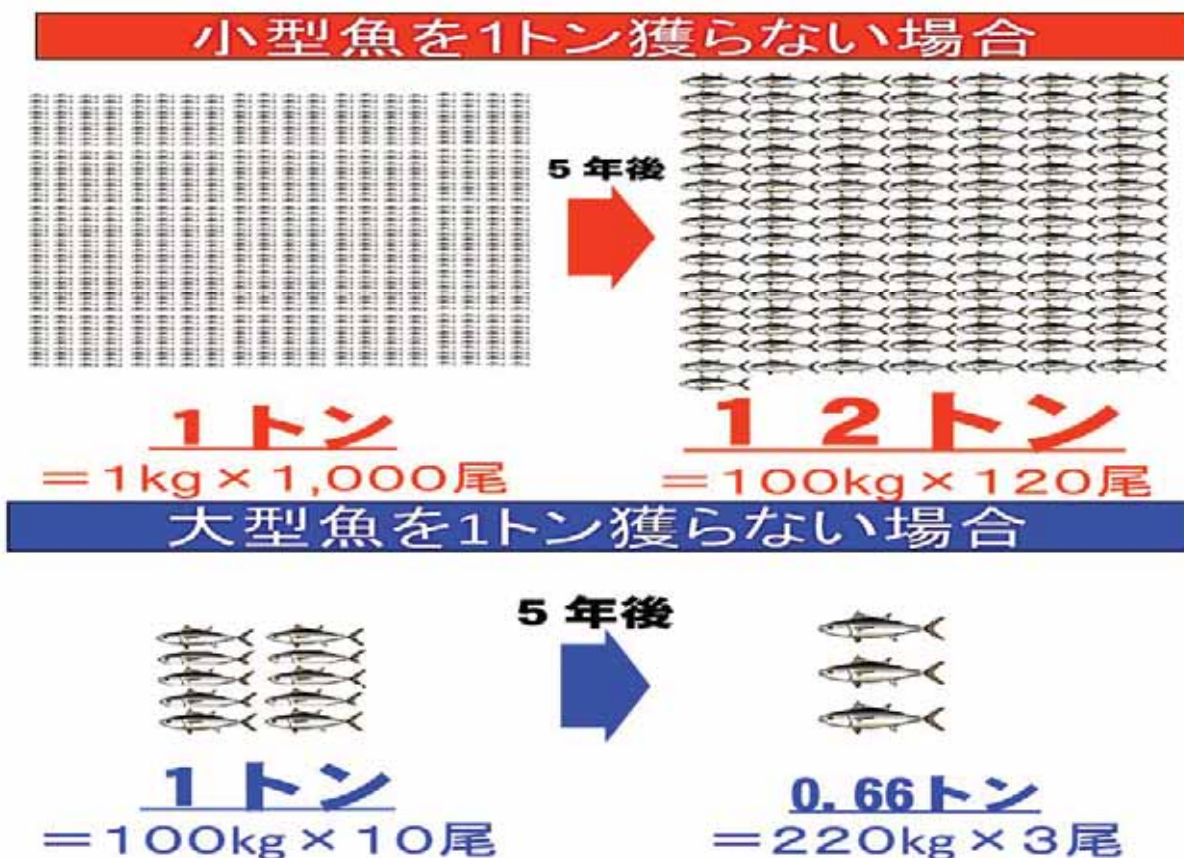 小型魚を1トン獲らない場合
5 年後
1トン
=1kg×1,000尾
1 2トン
=100kg×120尾
大型魚を1トン獲らない場合
5 年後
1トン
=100kg×10尾
0.66トン
=220kg×3尾